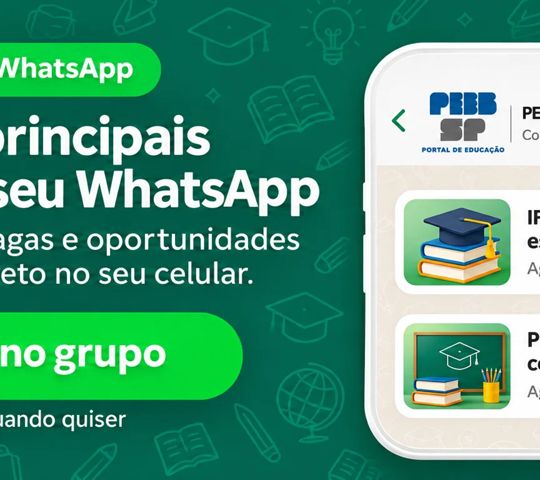 WhatsApp
principais
seu WhatsApp
agas e oportunidades
eto no seu celular.
no grupo
uando quiser
PEBB
SP
PORTAL DE EDUCAÇÃO
PE
Co
IF
es
Ag
P
co
Ag